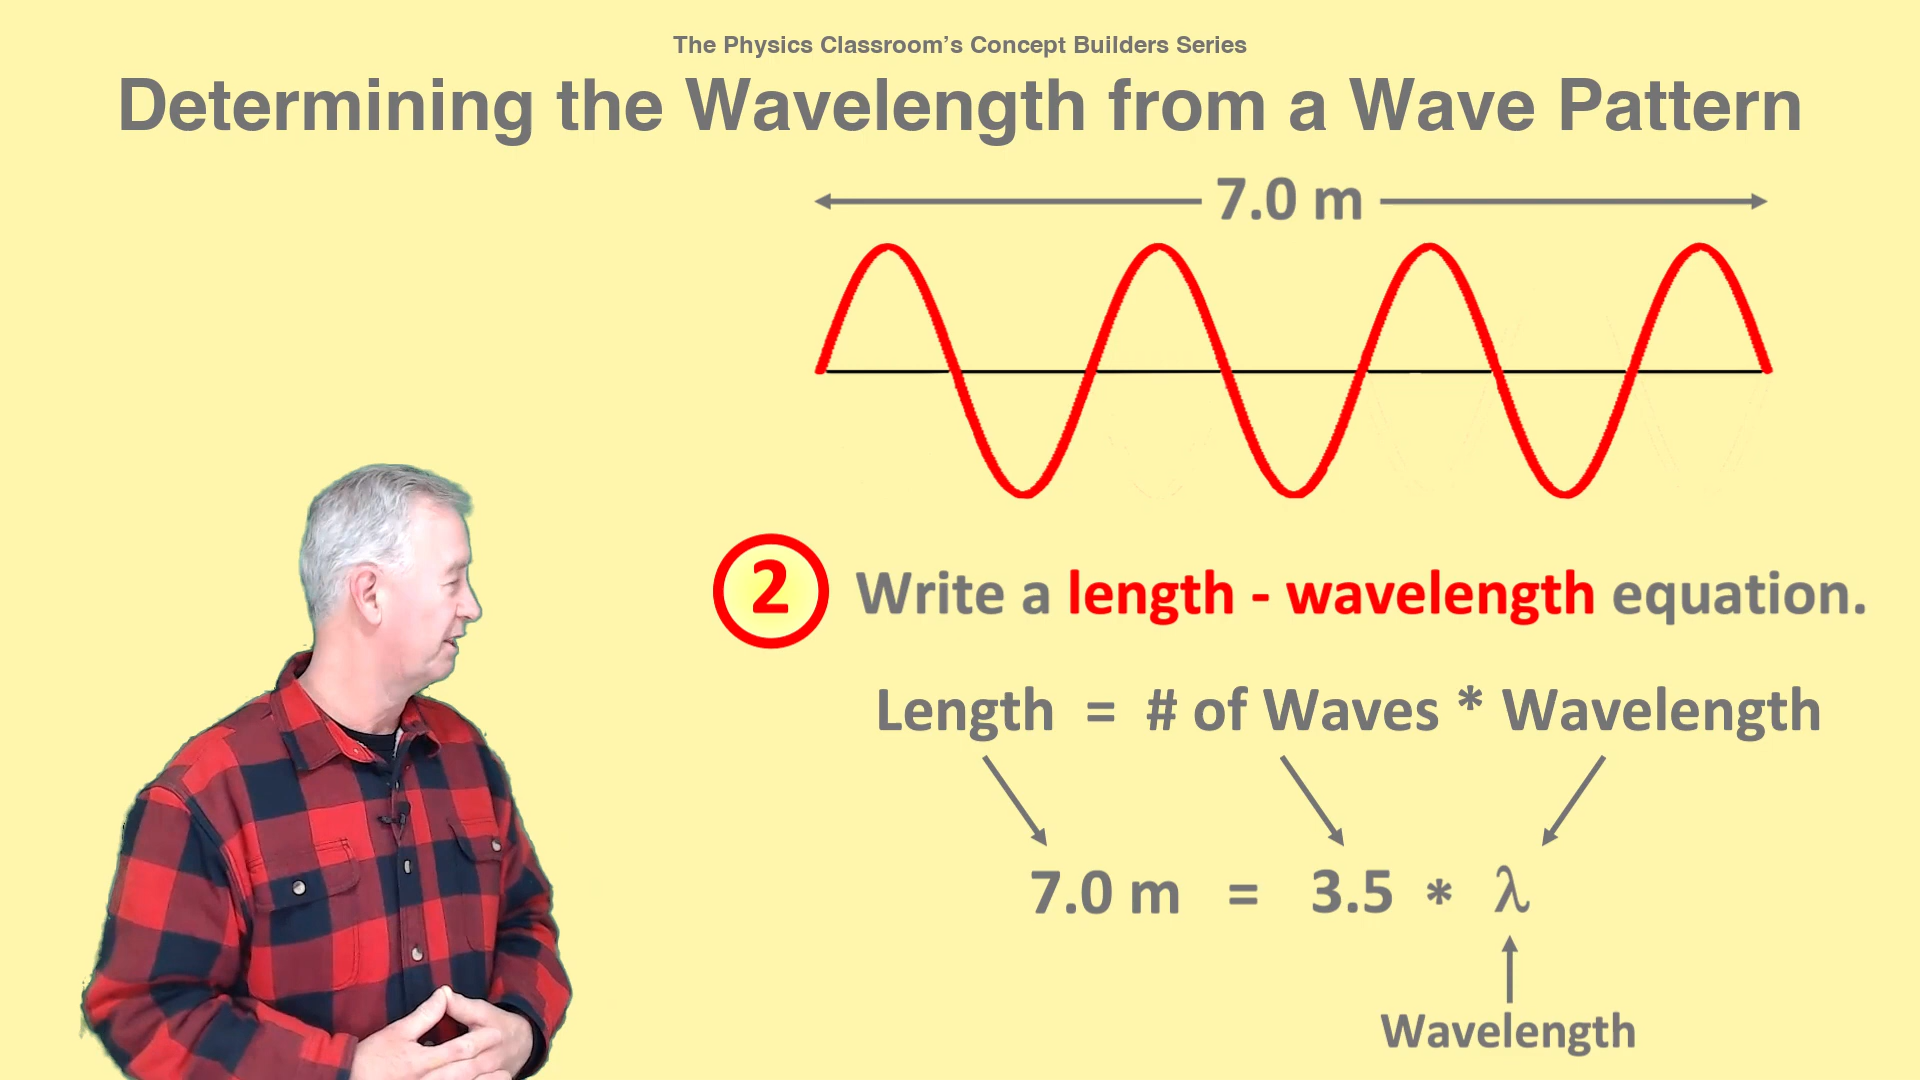 The Physics Classroom’s Concept Builders Series
Determining the Wavelength from a Wave Pattern
7.0 m
2 Write a length - wavelength equation.
Length = # of Waves * Wavelength
7.0 m = 3.5 * λ
Wavelength